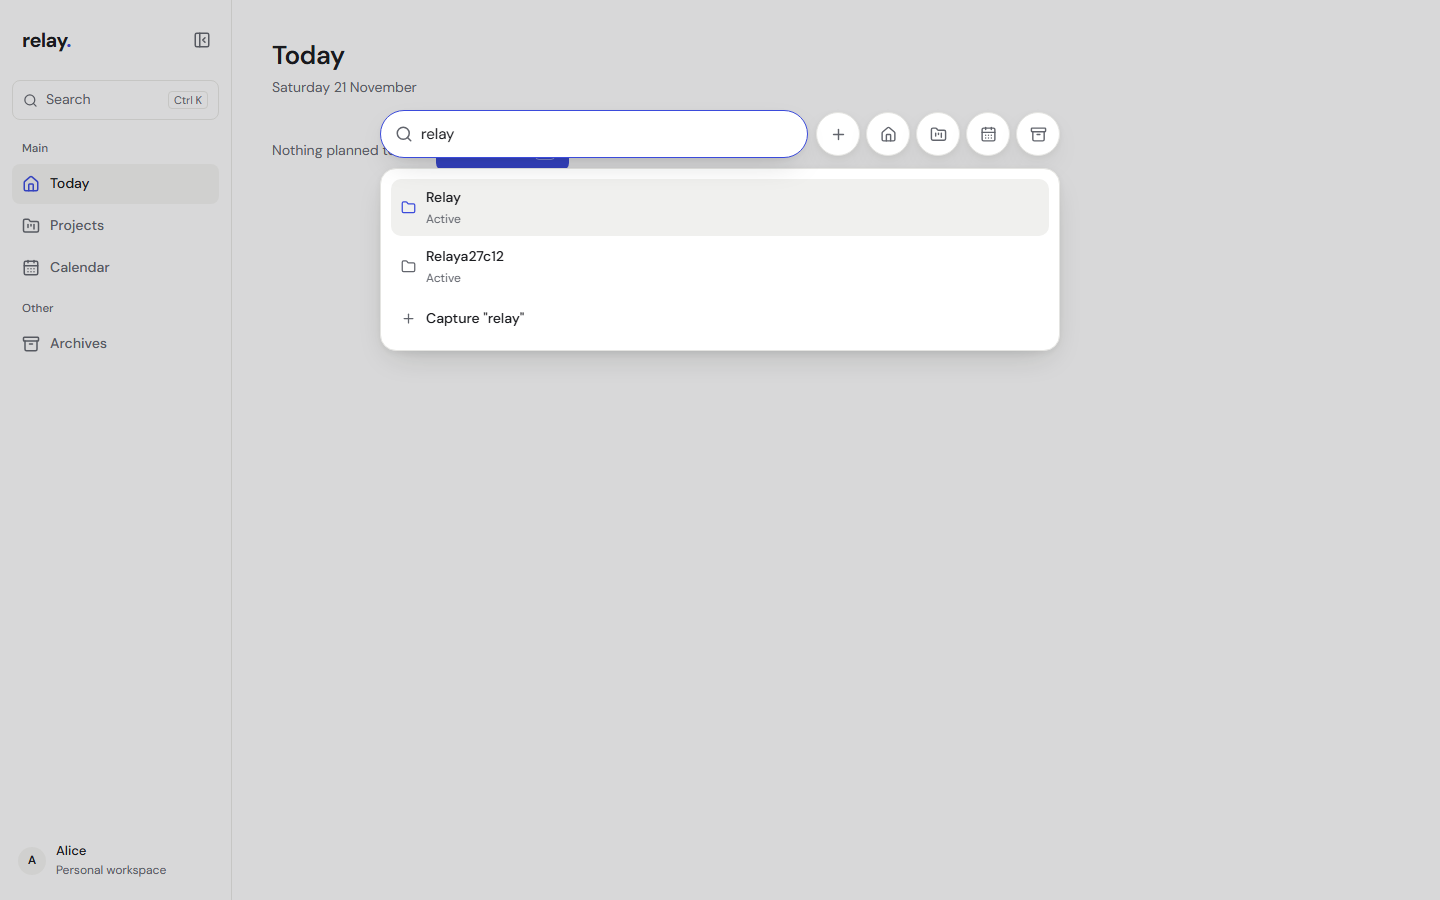 relay.
Search
Ctrl K
Main
Today
Projects
Calendar
Other
Archives
A
Alice
Personal workspace
Today
Saturday 21 November
Nothing planned
relay
Relay
Active
Relaya27c12
Active
Capture "relay"